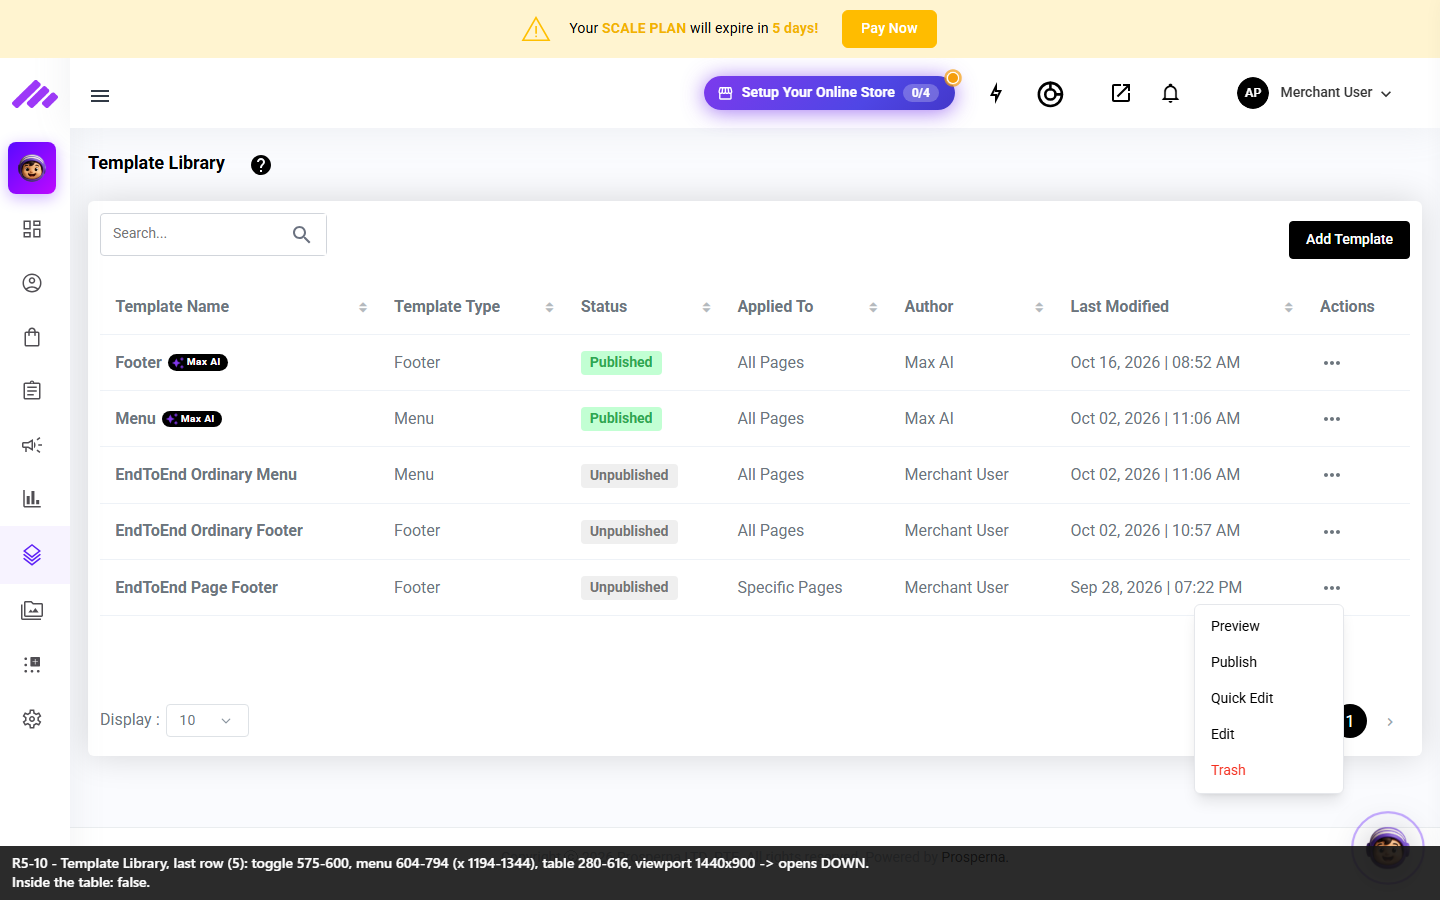 Your SCALE PLAN will expire in 5 days!
Pay Now
Setup Your Online Store 0/4
AP
Merchant User
Template Library
?
Search...
Add Template
Template Name Template Type Status Applied To Author Last Modified Actions
Footer Max AI Footer Published All Pages Max AI Oct 16, 2026 | 08:52 AM
Menu Max AI Menu Published All Pages Max AI Oct 02, 2026 | 11:06 AM
EndToEnd Ordinary Menu Menu Unpublished All Pages Merchant User Oct 02, 2026 | 11:06 AM
EndToEnd Ordinary Footer Footer Unpublished All Pages Merchant User Oct 02, 2026 | 10:57 AM
EndToEnd Page Footer Footer Unpublished Specific Pages Merchant User Sep 28, 2026 | 07:22 PM
Preview
Publish
Quick Edit
Edit
Trash
Display : 10
1
Powered by Prosperna.
R5-10 - Template Library, last row (5): toggle 575-600, menu 604-794 (x 1194-1344), table 280-616, viewport 1440x900 -> opens DOWN.
Inside the table: false.